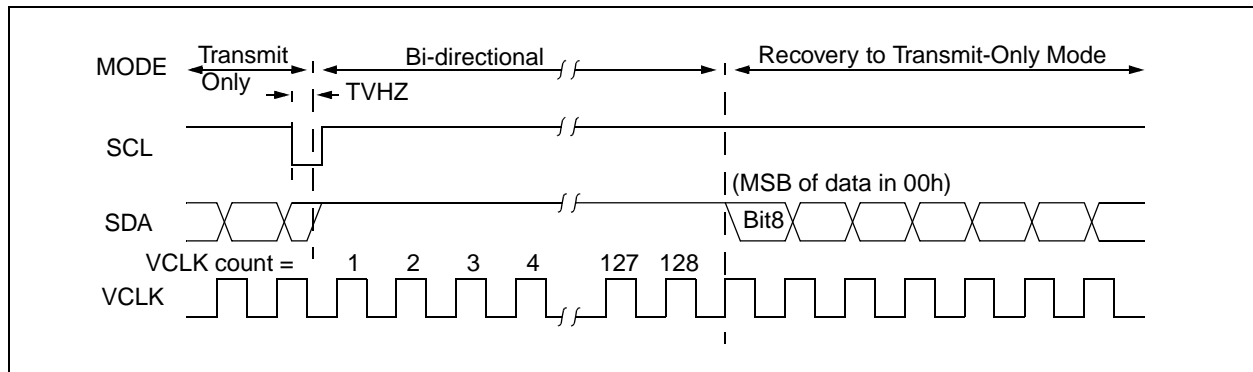 MODE
Transmit
Only
Bi-directional
Recovery to Transmit-Only Mode
TVHZ
SCL
(MSB of data in 00h)
SDA
Bit8
VCLK count = 1 2 3 4 127 128
VCLK